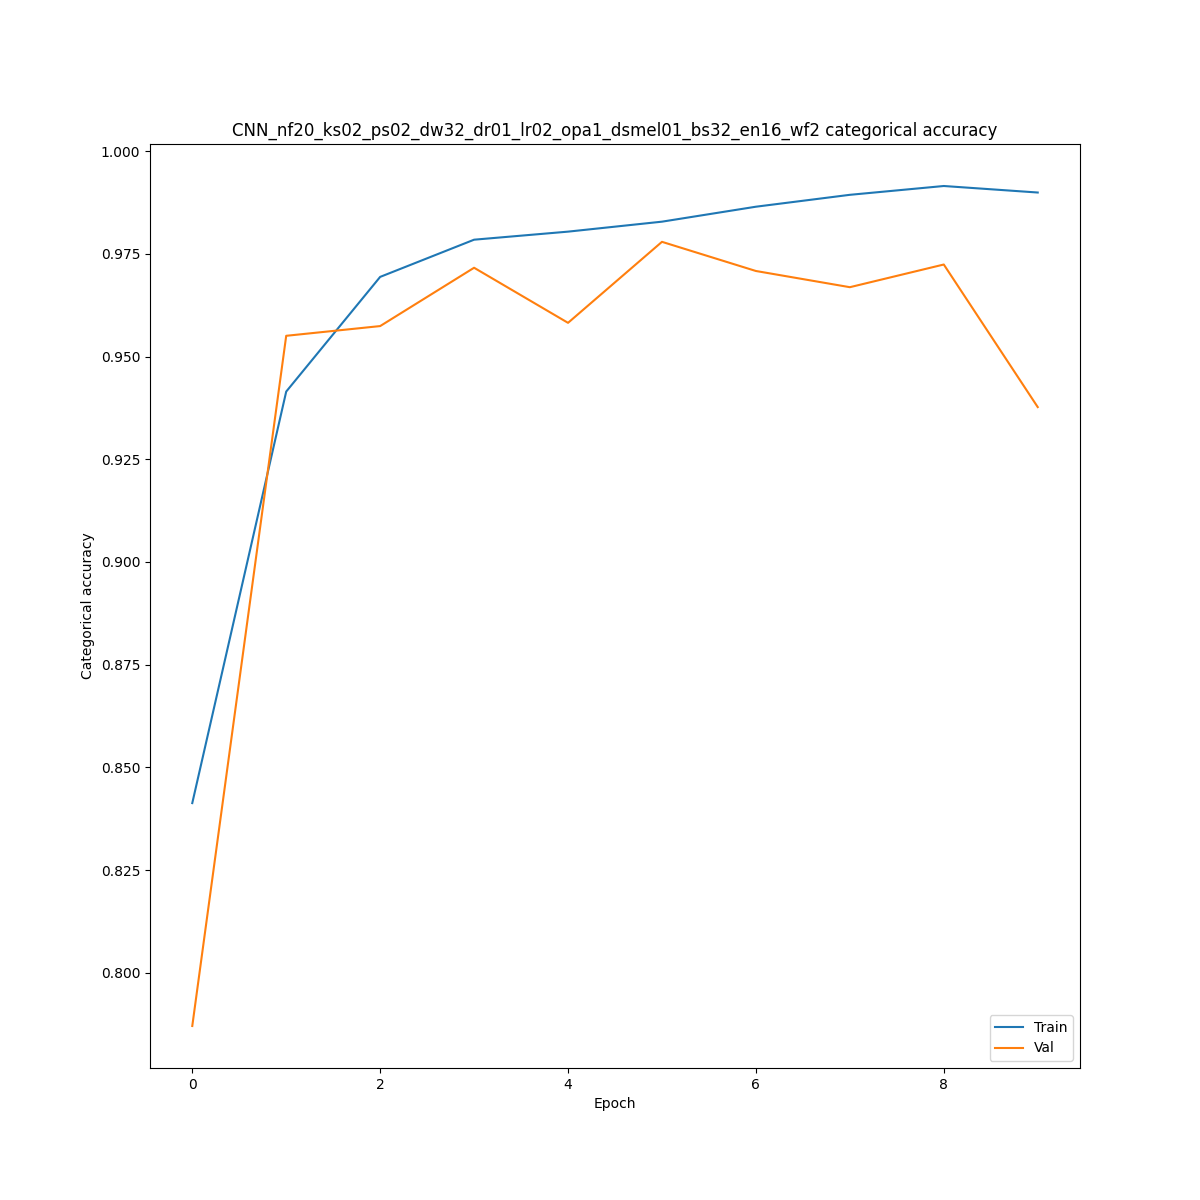 CNN_nf20_ks02_ps02_dw32_dr01_lr02_opa1_dsmel01_bs32_en16_wf2 categorical accuracy
1.000
0.975
0.950
0.925
0.900
0.875
0.850
0.825
0.800
Categorical accuracy
0 2 4 6 8
Epoch
Train
Val